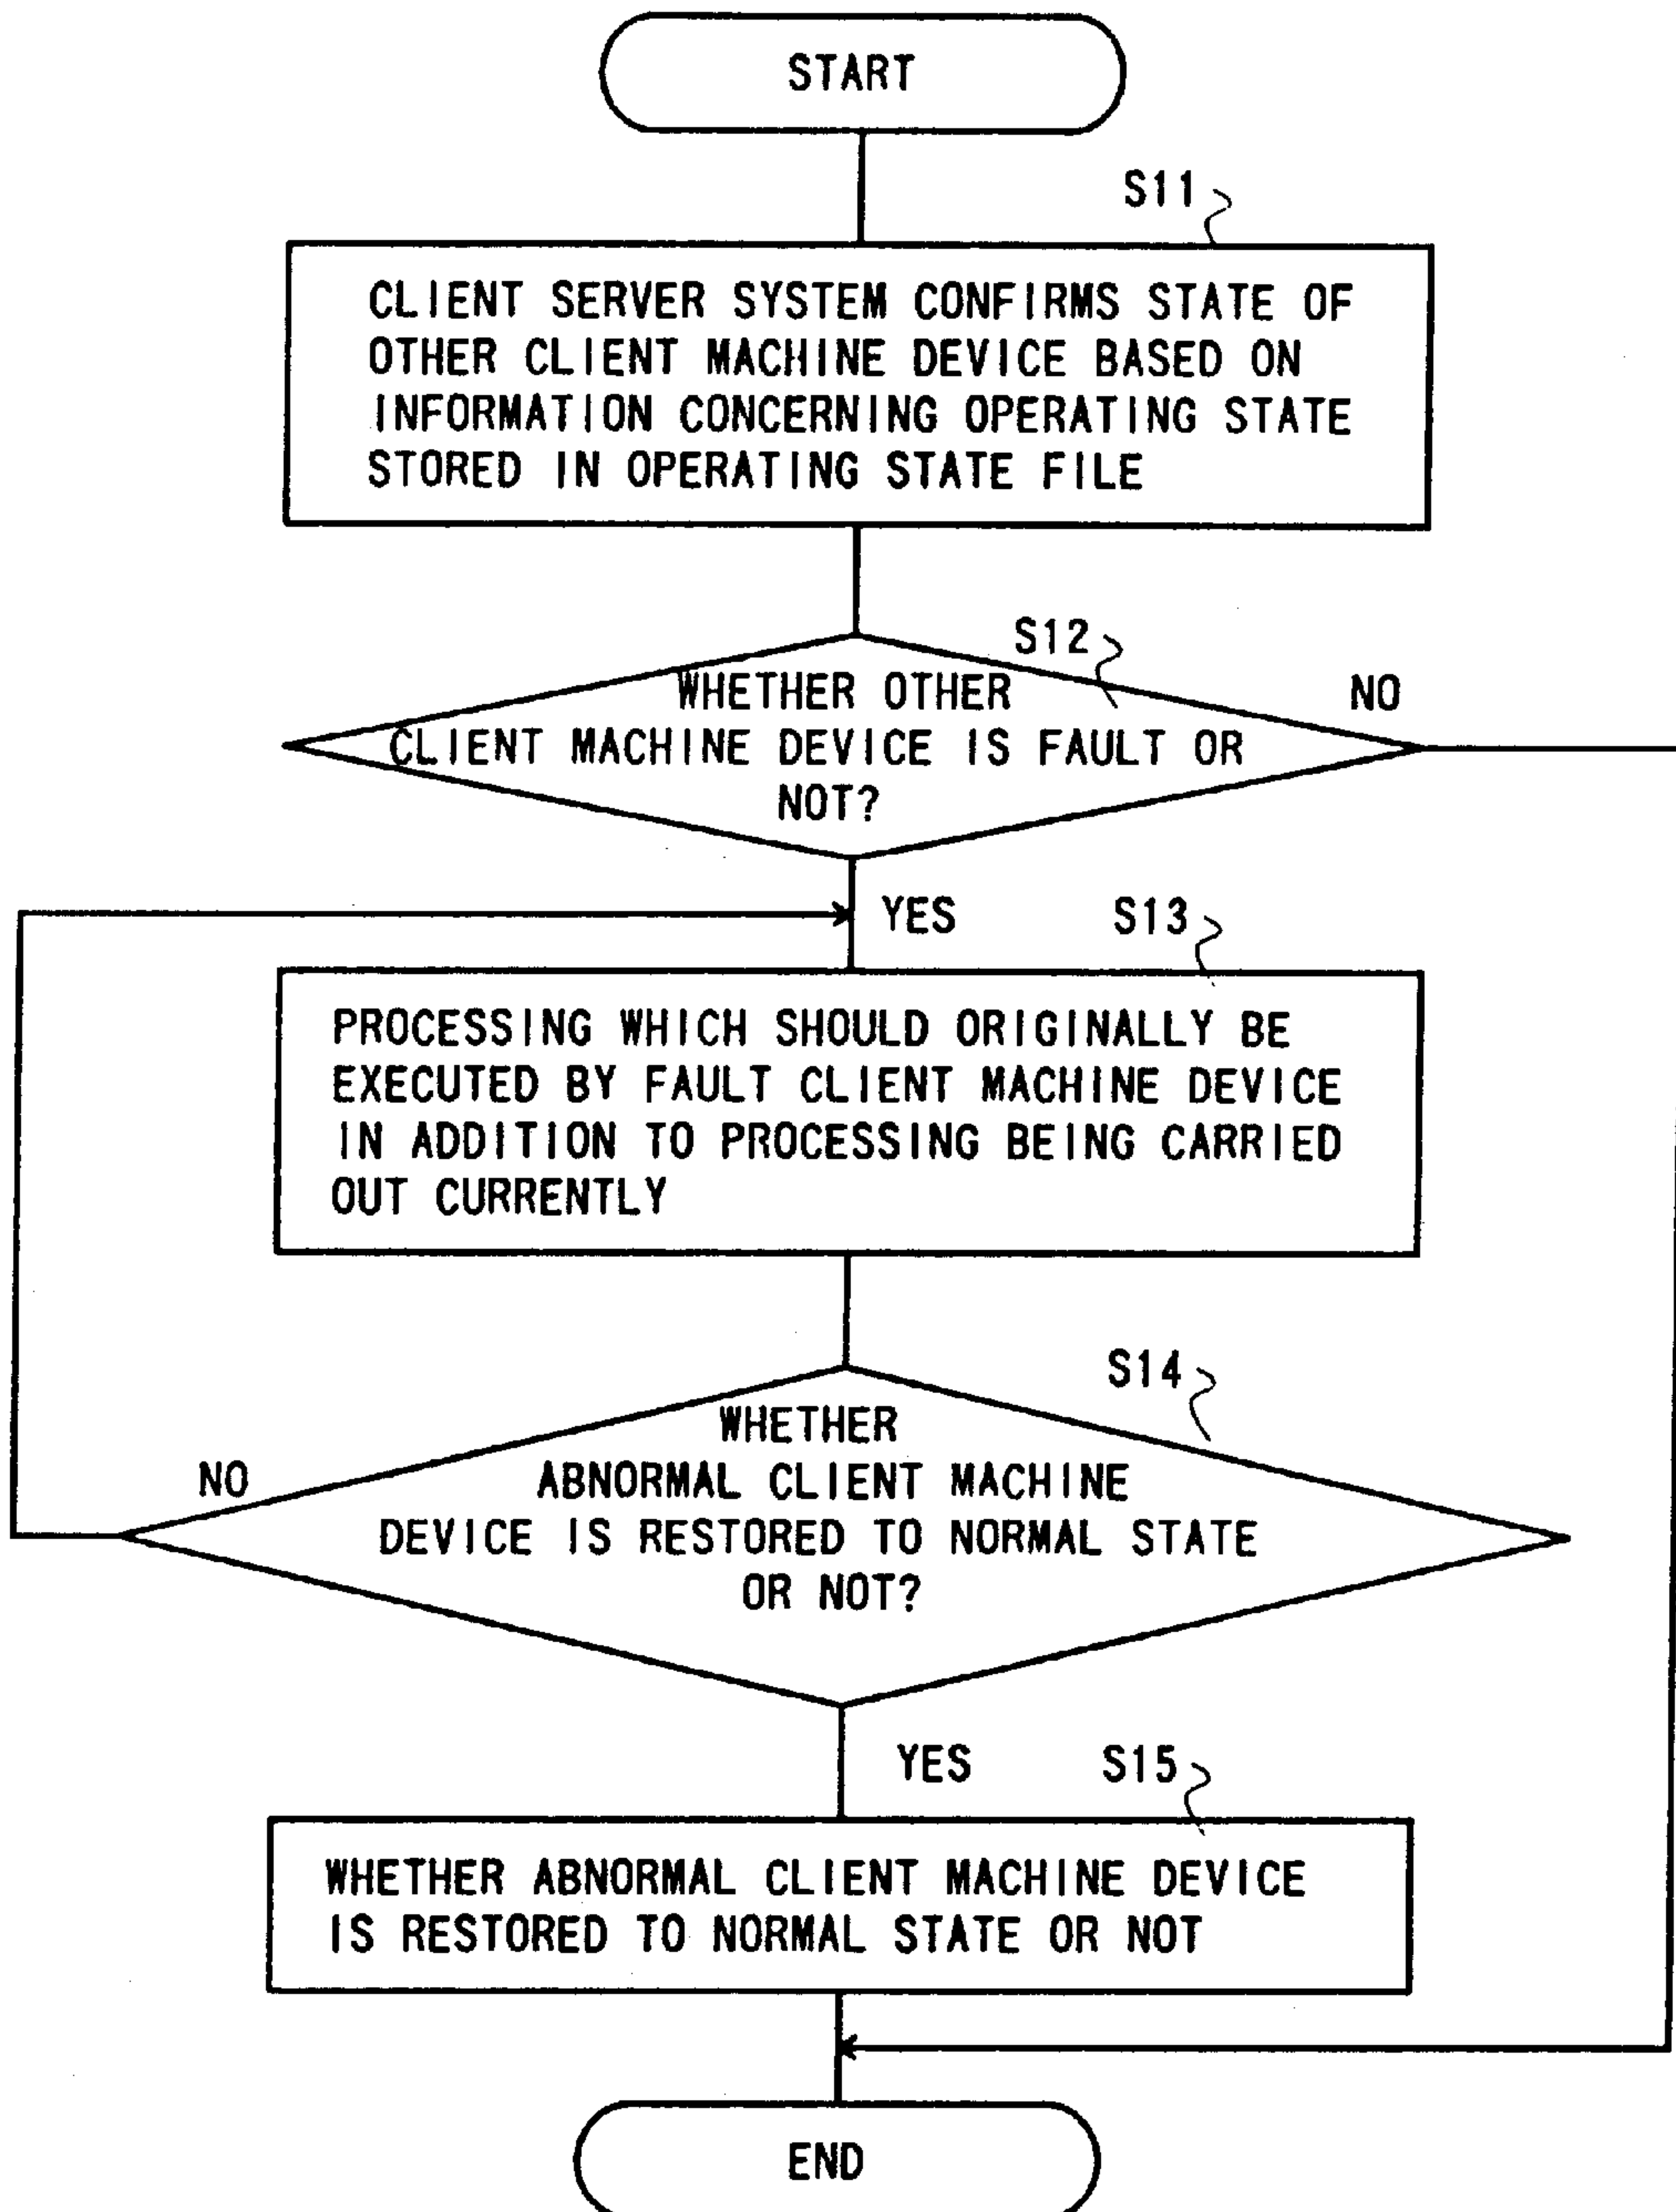 START
S11
CLIENT SERVER SYSTEM CONFIRMS STATE OF
OTHER CLIENT MACHINE DEVICE BASED ON
INFORMATION CONCERNING OPERATING STATE
STORED IN OPERATING STATE FILE
S12
WHETHER OTHER
CLIENT MACHINE DEVICE IS FAULT OR
NOT?
NO
YES
S13
PROCESSING WHICH SHOULD ORIGINALLY BE
EXECUTED BY FAULT CLIENT MACHINE DEVICE
IN ADDITION TO PROCESSING BEING CARRIED
OUT CURRENTLY
S14
WHETHER
ABNORMAL CLIENT MACHINE
DEVICE IS RESTORED TO NORMAL STATE
OR NOT?
NO
YES
S15
WHETHER ABNORMAL CLIENT MACHINE DEVICE
IS RESTORED TO NORMAL STATE OR NOT
END